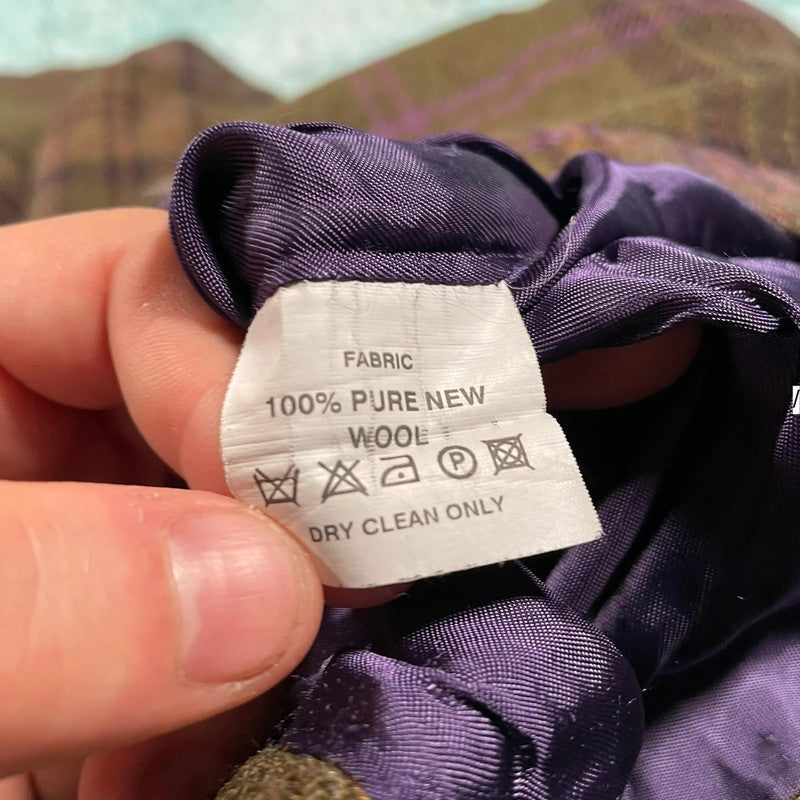 FABRIC
100% PURE NEW
WOOL
P
DRY CLEAN ONLY